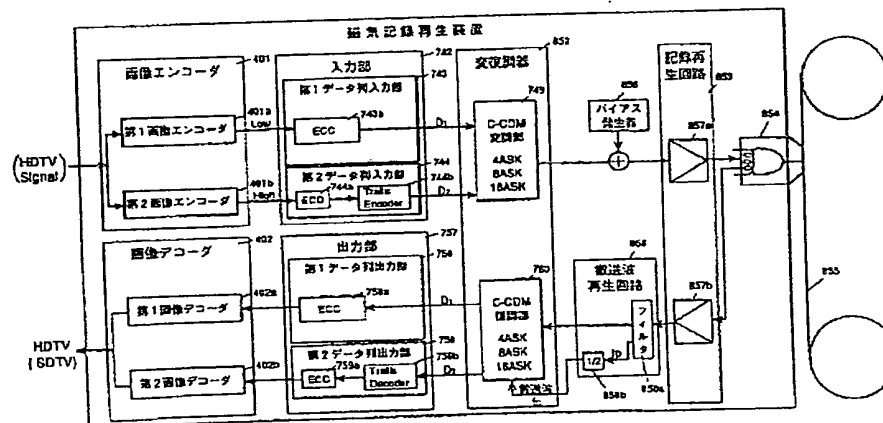 磁気記録再生装置
画像エンコーダ
401
第1画像エンコーダ
401a
Low
第2画像エンコーダ
401b
High
(HDTV Signal)
入力部
742
743
第1データ列入力部
743a
ECC
D1
744
第2データ列入力部
744a
744b
ECC
Trellis Encoder
D2
変復調器
852
749
C-CDM
変調器
4ASK
8ASK
16ASK
856
バイアス
発生器
記録再
生回路
853
857a
854
855
画像デコーダ
402
402a
第1画像デコーダ
402b
第2画像デコーダ
HDTV
(SDTV)
出力部
757
758
第1データ列出力部
758a
ECC
D1
759
第2データ列出力部
759a
759b
ECC
Trellis Decoder
D2
760
C-CDM
復調器
4ASK
8ASK
16ASK
搬送波
858
搬送波
再生回路
フィルタ
1/2
858a
858b
857b